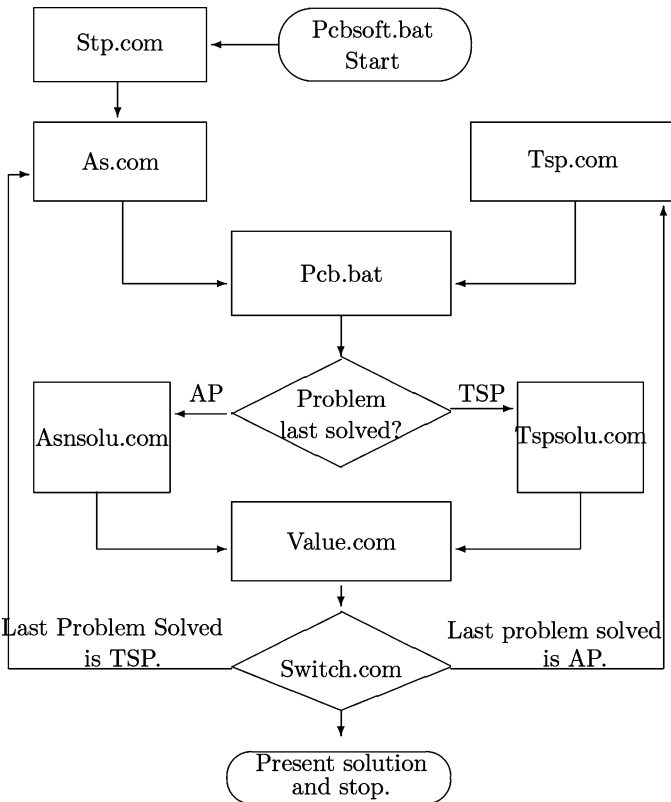 Pcbsoft.bat
Start
Stp.com
As.com
Tsp.com
Pcb.bat
Problem
last solved?
AP
TSP
Asnsolu.com
Tspsolu.com
Value.com
Last Problem Solved
is TSP.
Switch.com
Last problem solved
is AP.
Present solution
and stop.